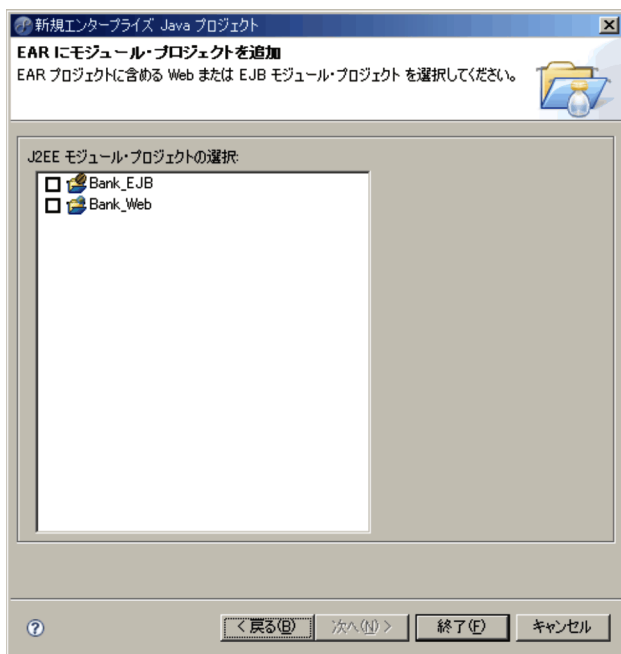 新規エンタープライズ Java プロジェクト
EAR にモジュール・プロジェクトを追加
EAR プロジェクトに含める Web または EJB モジュール・プロジェクト を選択してください。
J2EE モジュール・プロジェクトの選択:
Bank_EJB
Bank_Web
< 戻る(B)
次へ(N) >
終了(F)
キャンセル